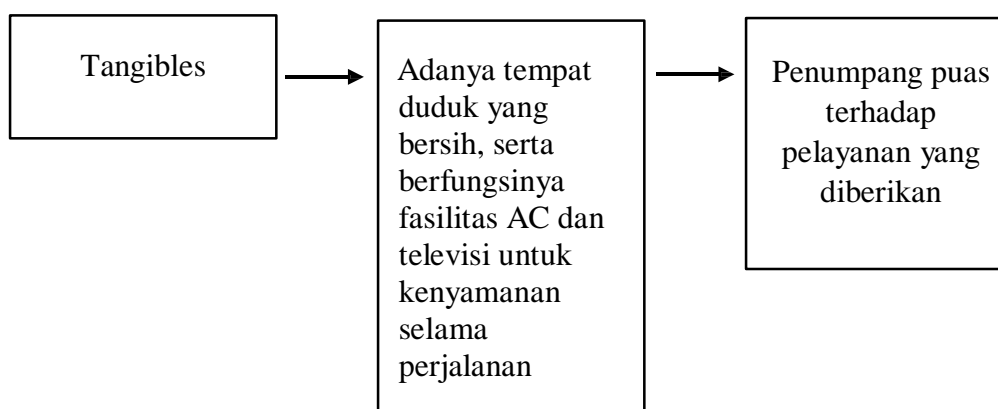 Tangibles
Adanya tempat
duduk yang
bersih, serta
berfungsinya
fasilitas AC dan
televisi untuk
kenyamanan
selama
perjalanan
Penumpang puas
terhadap
pelayanan yang
diberikan